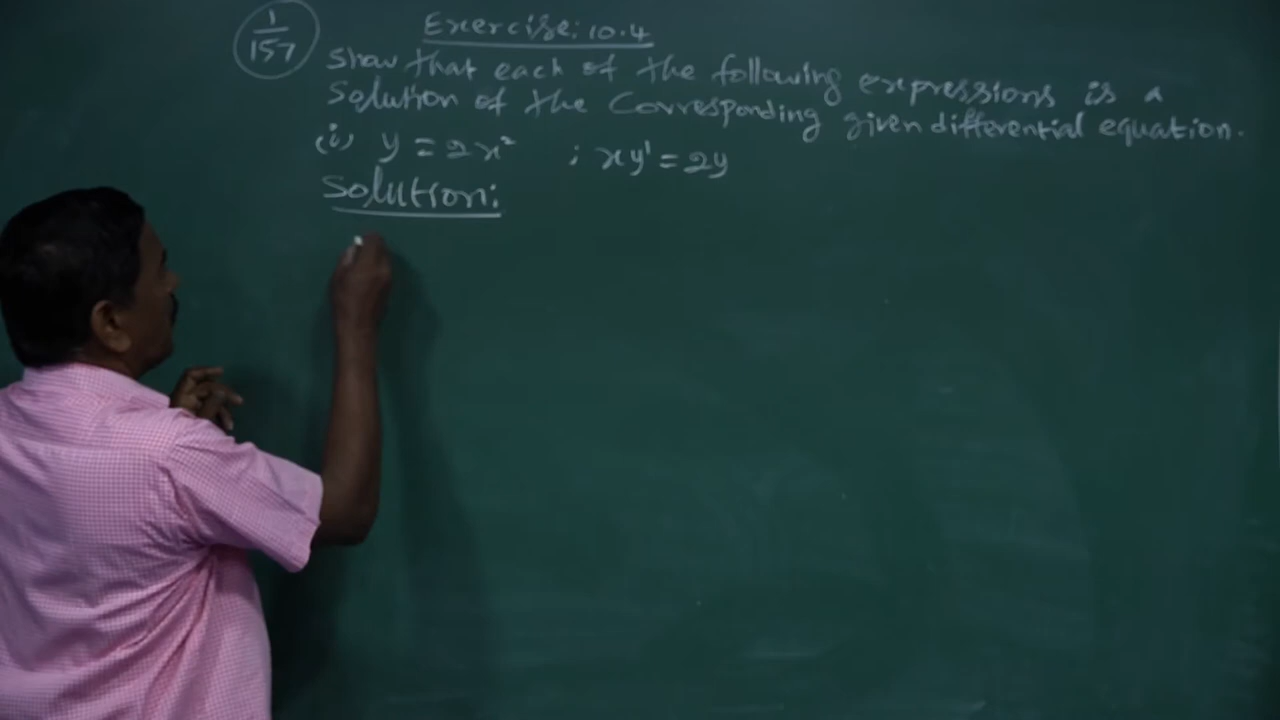 1/157
Exercise: 10.4
Show that each of the following expressions is a
Solution of the Corresponding given differential equation.
(i) y = 2x² ; xy' = 2y
Solution: